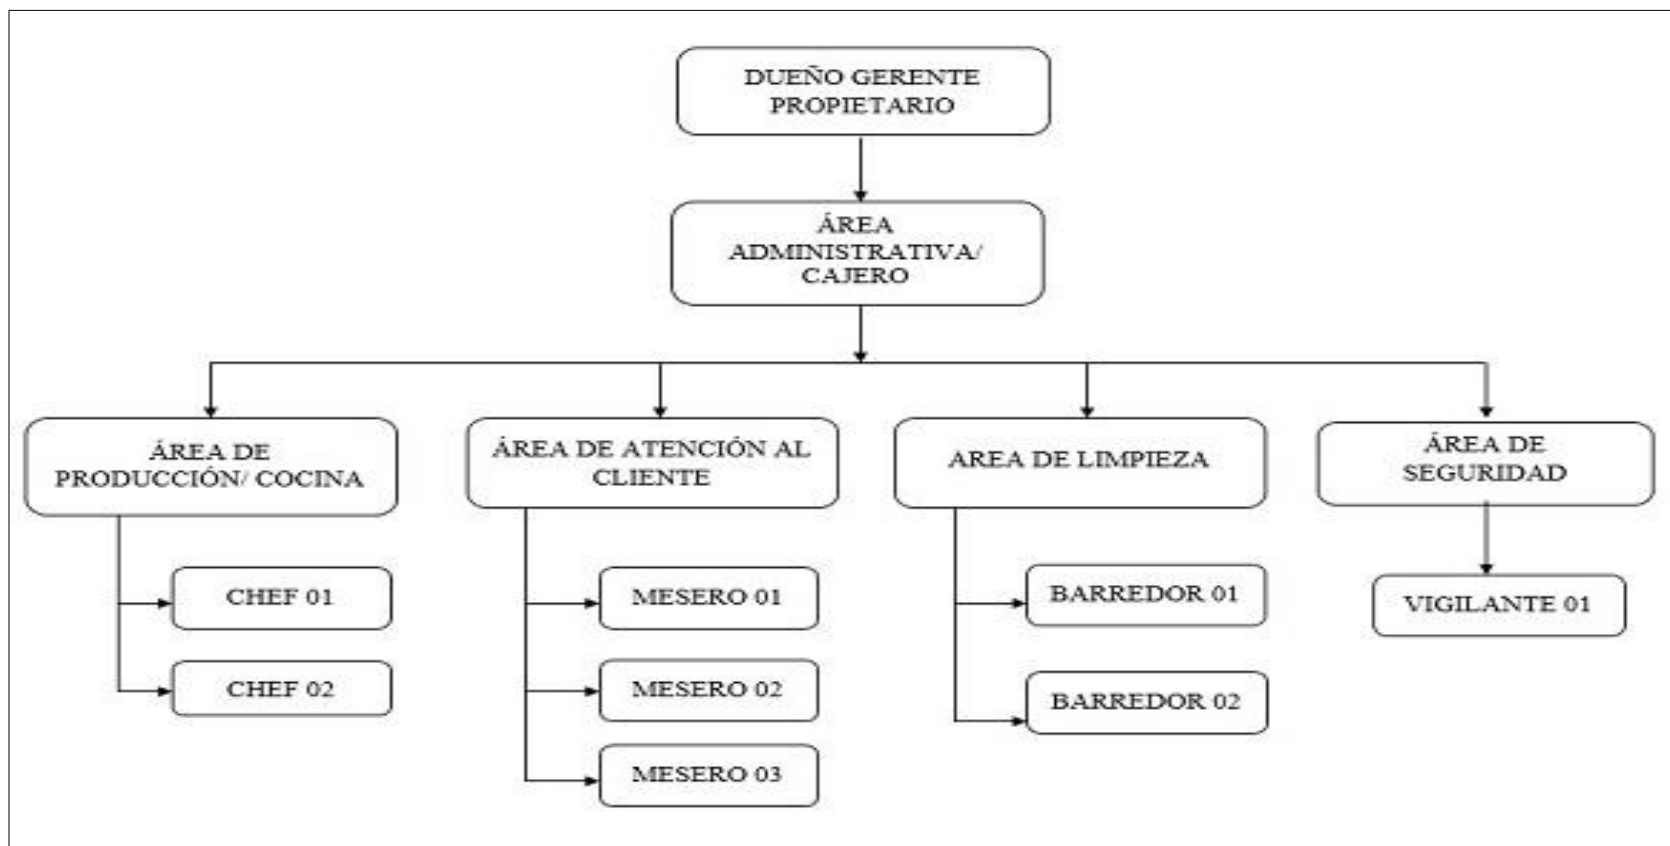 DUEÑO GERENTE
PROPIETARIO
ÁREA
ADMINISTRATIVA/
CAJERO
ÁREA DE
PRODUCCIÓN/ COCINA
ÁREA DE ATENCIÓN AL
CLIENTE
AREA DE LIMPIEZA
ÁREA DE
SEGURIDAD
CHEF 01
CHEF 02
MESERO 01
MESERO 02
MESERO 03
BARREDOR 01
BARREDOR 02
VIGILANTE 01